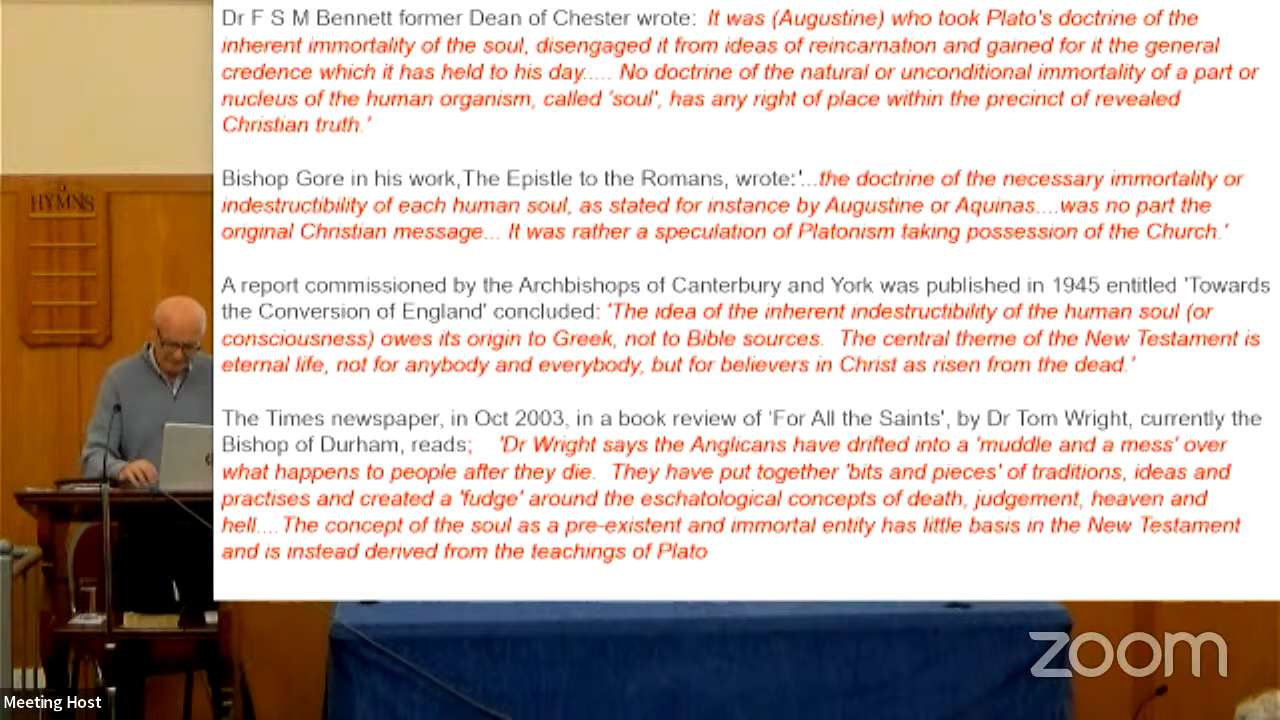 Dr F S M Bennett former Dean of Chester wrote: It was (Augustine) who took Plato's doctrine of the
inherent immortality of the soul, disengaged it from ideas of reincarnation and gained for it the general
credence which it has held to his day..... No doctrine of the natural or unconditional immortality of a part or
nucleus of the human organism, called 'soul', has any right of place within the precinct of revealed
Christian truth.'
Bishop Gore in his work,The Epistle to the Romans, wrote:'...the doctrine of the necessary immortality or
indestructibility of each human soul, as stated for instance by Augustine or Aquinas....was no part the
original Christian message... It was rather a speculation of Platonism taking possession of the Church.'
A report commissioned by the Archbishops of Canterbury and York was published in 1945 entitled 'Towards
the Conversion of England' concluded: 'The idea of the inherent indestructibility of the human soul (or
consciousness) owes its origin to Greek, not to Bible sources. The central theme of the New Testament is
eternal life, not for anybody and everybody, but for believers in Christ as risen from the dead.'
The Times newspaper, in Oct 2003, in a book review of 'For All the Saints', by Dr Tom Wright, currently the
Bishop of Durham, reads; 'Dr Wright says the Anglicans have drifted into a 'muddle and a mess' over
what happens to people after they die. They have put together 'bits and pieces' of traditions, ideas and
practises and created a 'fudge' around the eschatological concepts of death, judgement, heaven and
hell....The concept of the soul as a pre-existent and immortal entity has little basis in the New Testament
and is instead derived from the teachings of Plato
HYMNS
zoom
Meeting Host